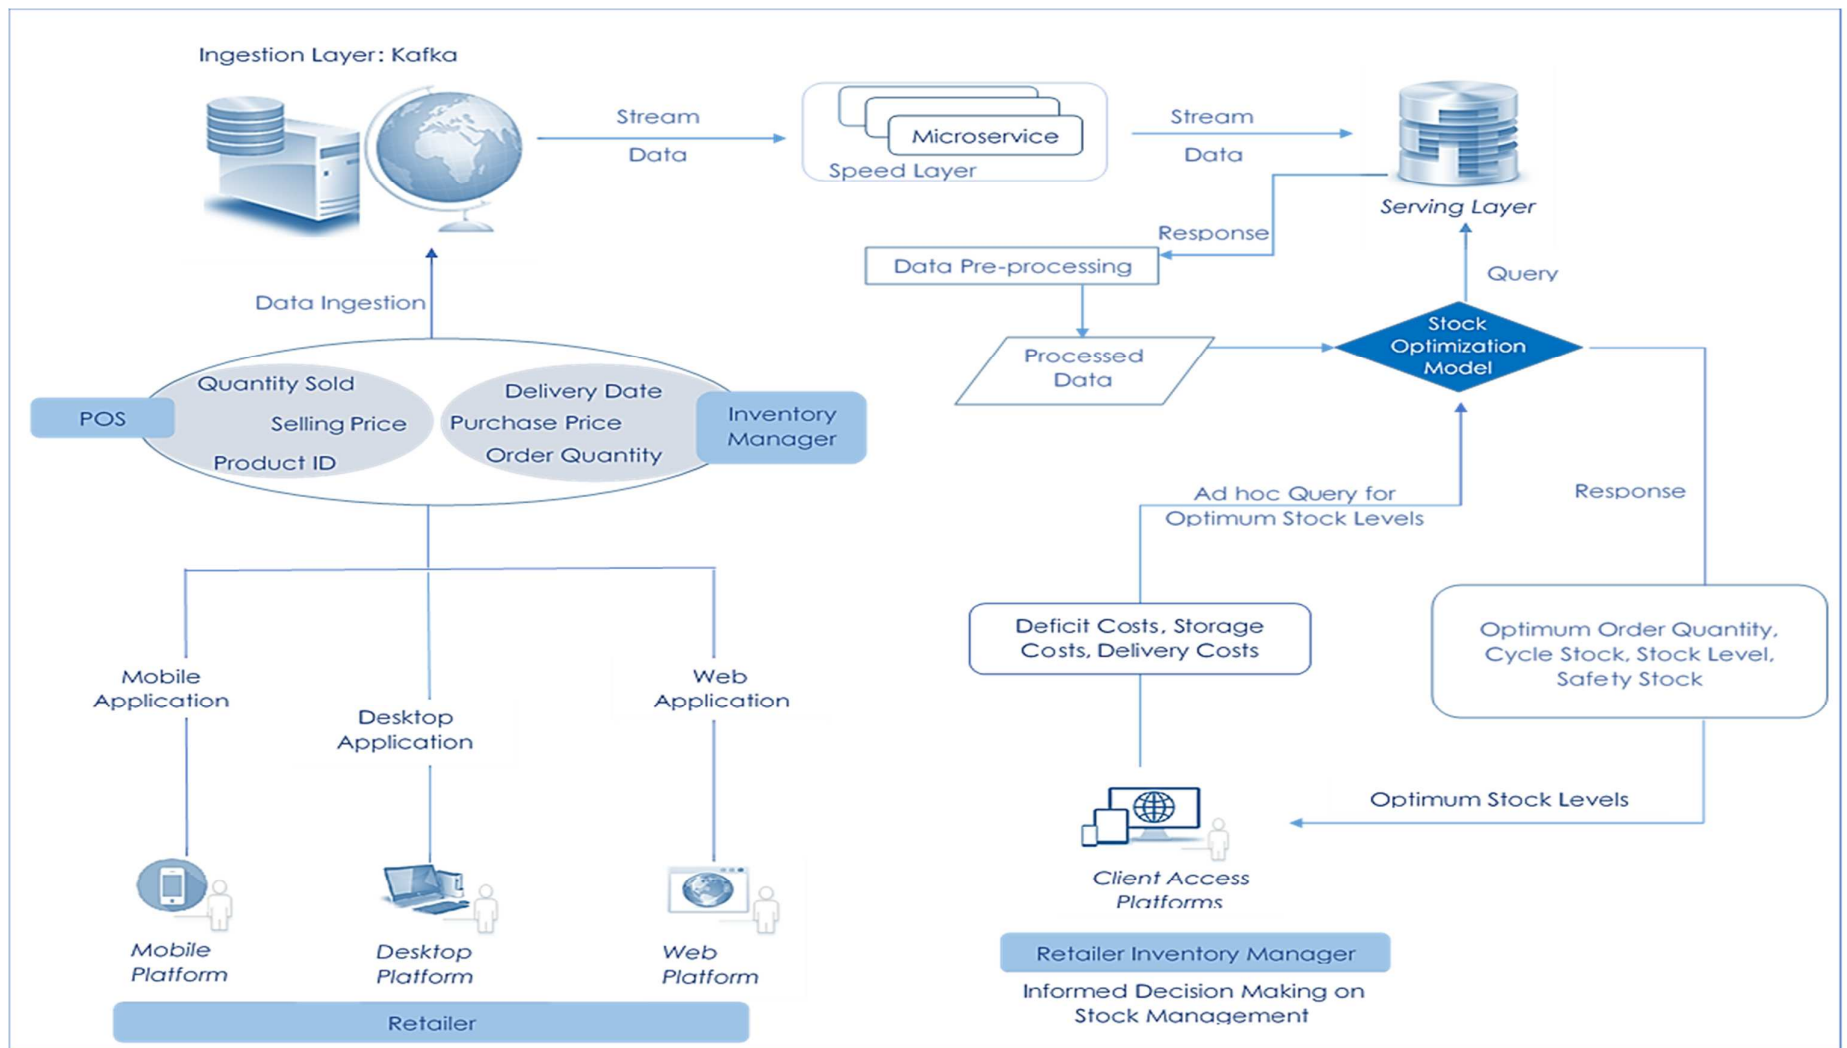 Ingestion Layer: Kafka
Stream
Data
Microservice
Speed Layer
Stream
Data
Serving Layer
Response
Data Pre-processing
Query
Data Ingestion
Stock
Optimization
Model
Processed
Data
Quantity Sold
Selling Price
Product ID
POS
Delivery Date
Purchase Price
Order Quantity
Inventory
Manager
Ad hoc Query for
Optimum Stock Levels
Response
Deficit Costs, Storage
Costs, Delivery Costs
Optimum Order Quantity,
Cycle Stock, Stock Level,
Safety Stock
Mobile
Application
Desktop
Application
Web
Application
Optimum Stock Levels
Client Access
Platforms
Mobile
Platform
Desktop
Platform
Web
Platform
Retailer Inventory Manager
Informed Decision Making on
Stock Management
Retailer